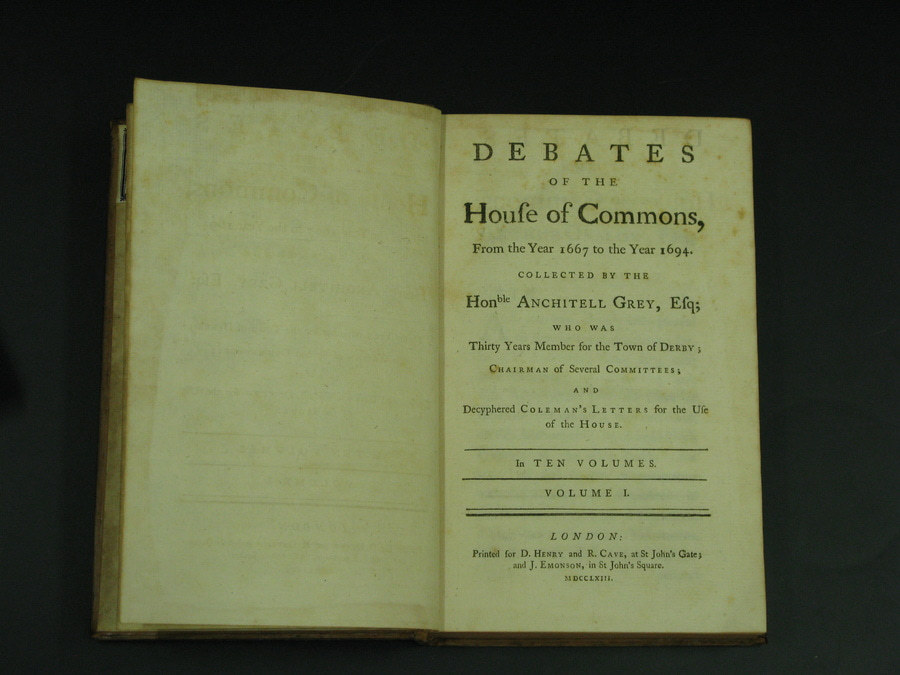 DEBATES
OF THE
Houſe of Commons,
From the Year 1667 to the Year 1694.
COLLECTED BY THE
Honble ANCHITELL GREY, Eſq;
WHO WAS
Thirty Years Member for the Town of DERBY;
CHAIRMAN of Several COMMITTEES;
AND
Decyphered COLEMAN'S LETTERS for the Uſe
of the HOUSE.
In TEN VOLUMES.
VOLUME I.
LONDON:
Printed for D. HENRY and R. CAVE, at St John's Gate;
and J. EMONSON, in St John's Square.
MDCCLXIII.